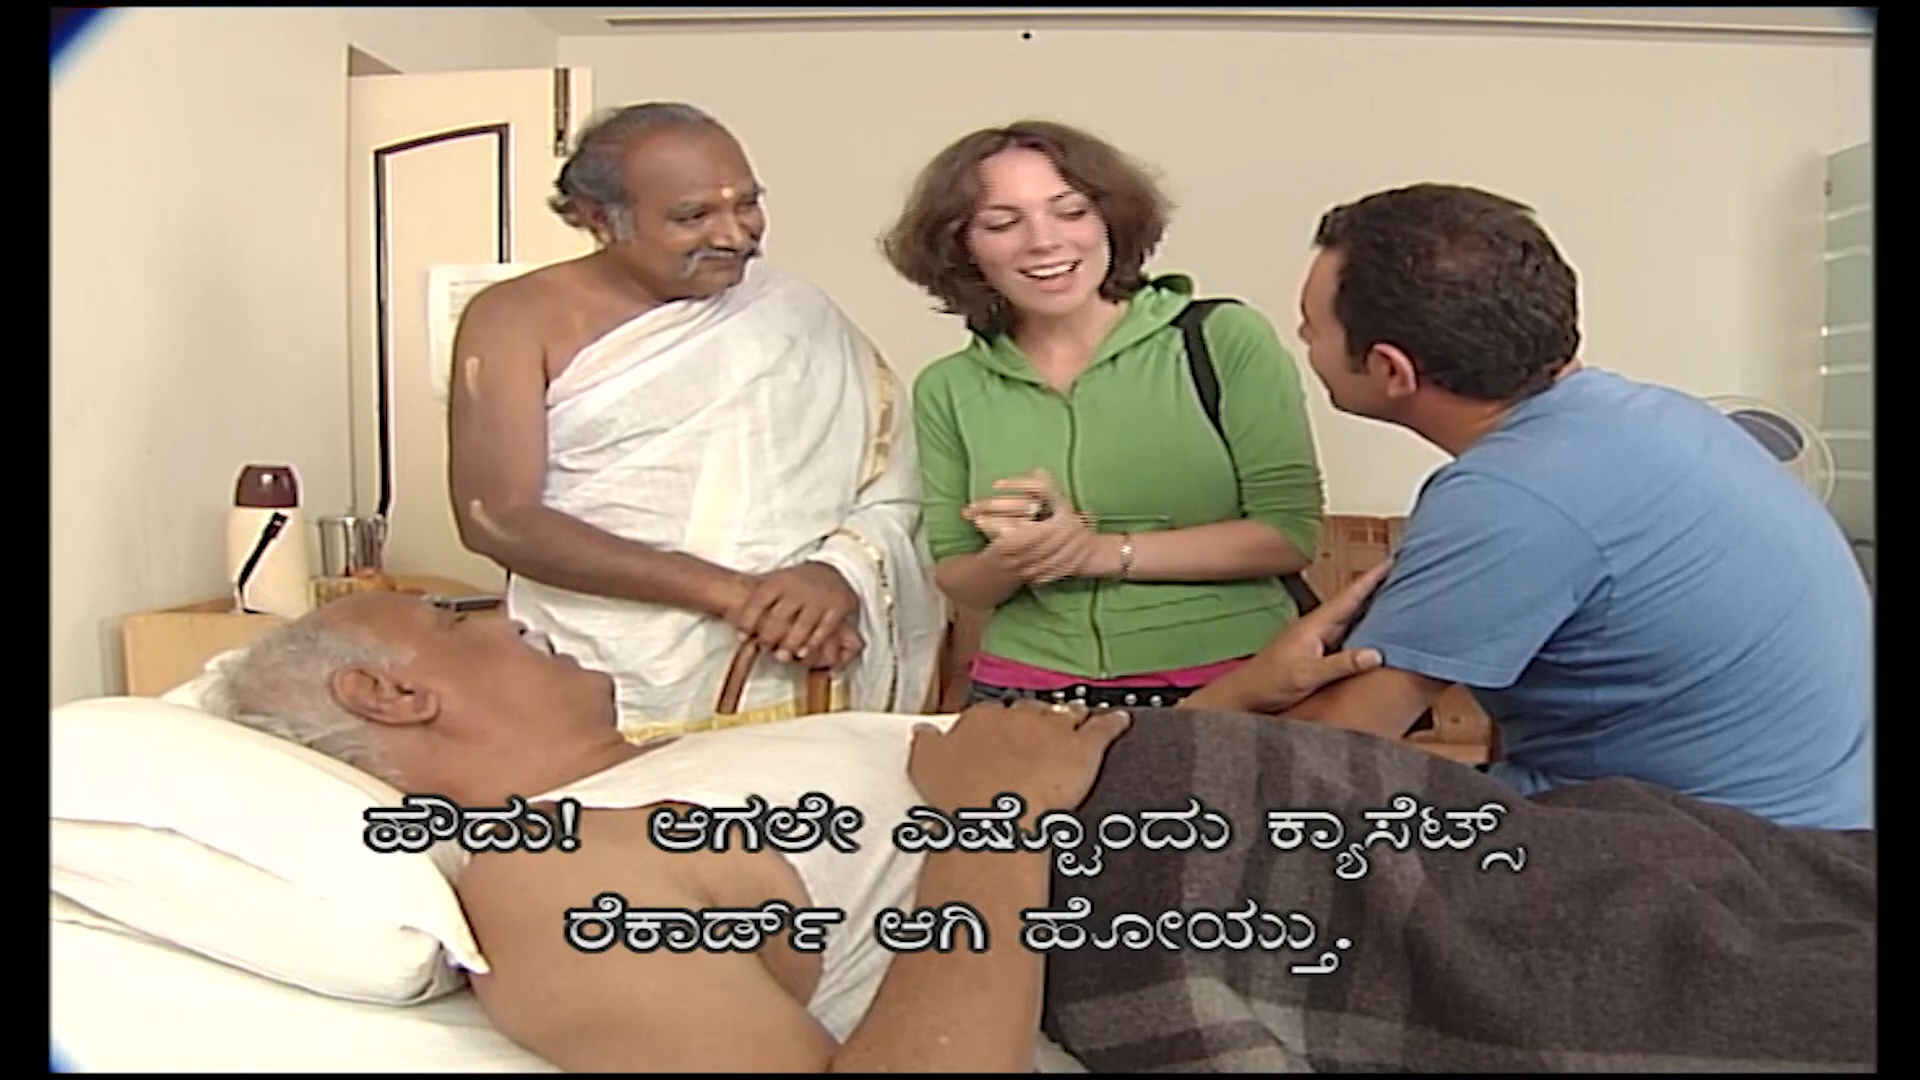 ಹೌದು! ಆಗಲೇ ಎಷ್ಟೊಂದು ಕ್ಯಾಸೆಟ್ಸ್
ರೆಕಾರ್ಡ್ ಆಗಿ ಹೋಯ್ತು.